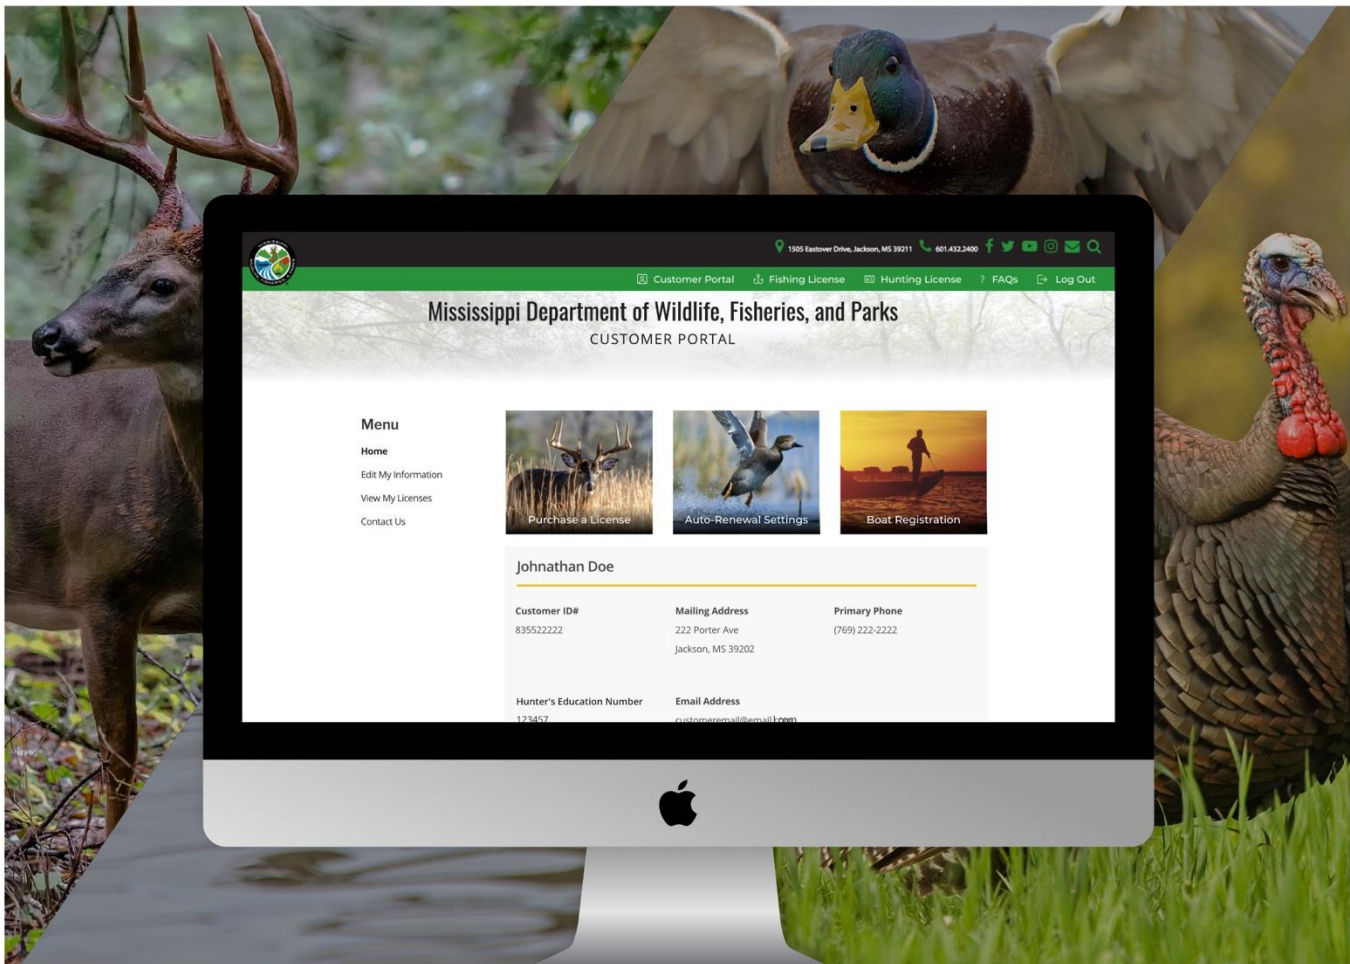 1505 Eastover Drive, Jackson, MS 39211 601.432.2400
Customer Portal Fishing License Hunting License ? FAQs Log Out
Mississippi Department of Wildlife, Fisheries, and Parks
CUSTOMER PORTAL
Menu
Home
Edit My Information
View My Licenses
Contact Us
Purchase a License
Auto-Renewal Settings
Boat Registration
Johnathan Doe
Customer ID#
835522222
Mailing Address
222 Porter Ave
Jackson, MS 39202
Primary Phone
(769) 222-2222
Hunter's Education Number
123457
Email Address